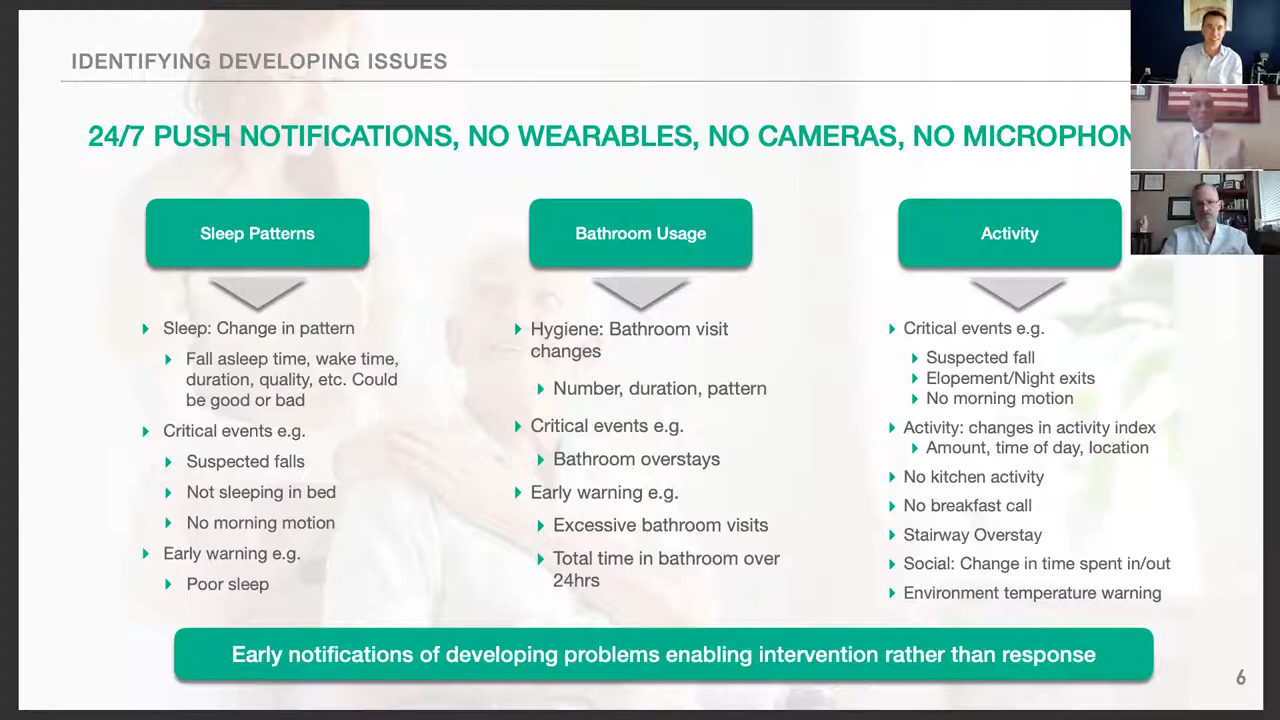 IDENTIFYING DEVELOPING ISSUES
24/7 PUSH NOTIFICATIONS, NO WEARABLES, NO CAMERAS, NO MICROPHON
Sleep Patterns
Sleep: Change in pattern
Fall asleep time, wake time,
duration, quality, etc. Could
be good or bad
Critical events e.g.
Suspected falls
Not sleeping in bed
No morning motion
Early warning e.g.
Poor sleep
Bathroom Usage
Hygiene: Bathroom visit
changes
Number, duration, pattern
Critical events e.g.
Bathroom overstays
Early warning e.g.
Excessive bathroom visits
Total time in bathroom over
24hrs
Activity
Critical events e.g.
Suspected fall
Elopement/Night exits
No morning motion
Activity: changes in activity index
Amount, time of day, location
No kitchen activity
No breakfast call
Stairway Overstay
Social: Change in time spent in/out
Environment temperature warning
Early notifications of developing problems enabling intervention rather than response
6